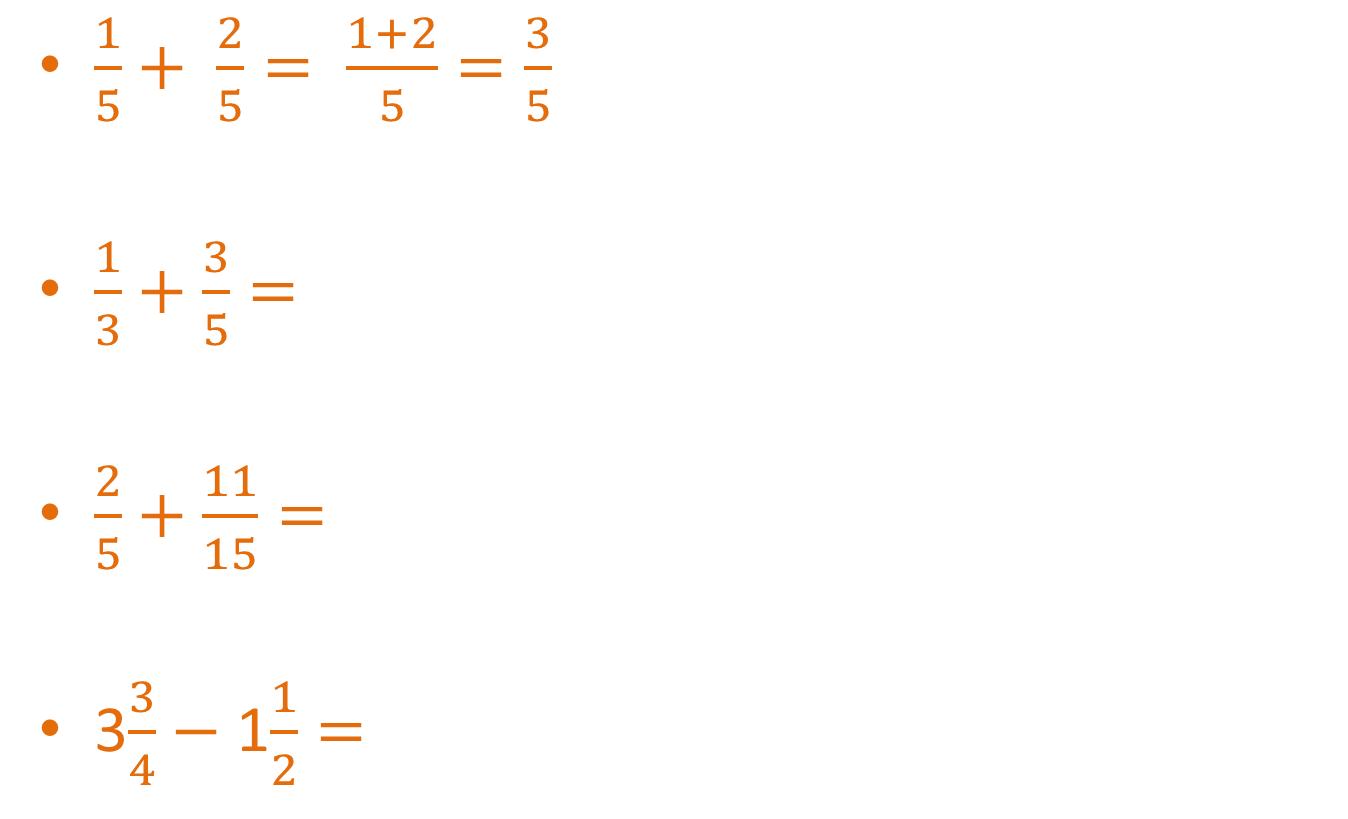 • 1/5 + 2/5 = 1+2/5 = 3/5
• 1/3 + 3/5 =
• 2/5 + 11/15 =
• 3 3/4 − 1 1/2 =